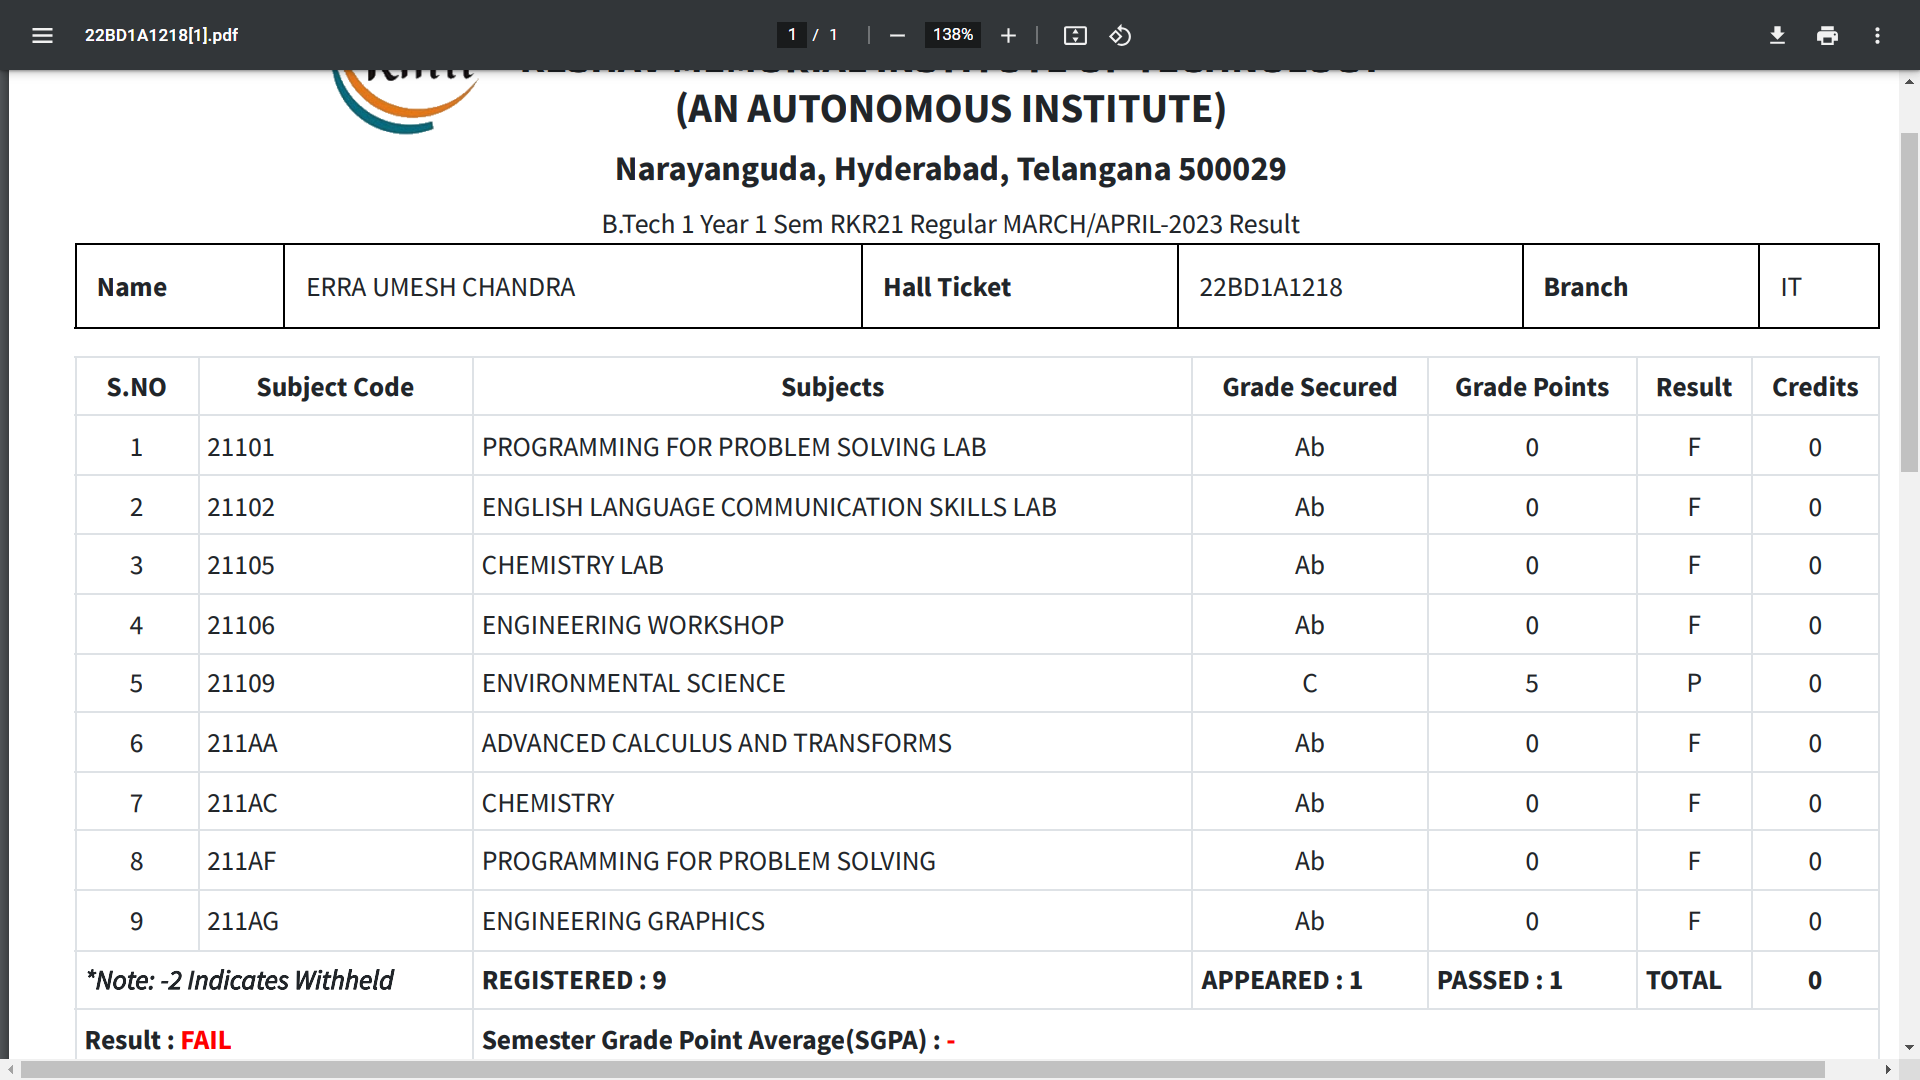 22BD1A1218[1].pdf
1 / 1
138%
KESHAV MEMORIAL INSTITUTE OF TECHNOLOGY
(AN AUTONOMOUS INSTITUTE)
Narayanguda, Hyderabad, Telangana 500029
B.Tech 1 Year 1 Sem RKR21 Regular MARCH/APRIL-2023 Result
Name ERRA UMESH CHANDRA Hall Ticket 22BD1A1218 Branch IT
S.NO Subject Code Subjects Grade Secured Grade Points Result Credits
1 21101 PROGRAMMING FOR PROBLEM SOLVING LAB Ab 0 F 0
2 21102 ENGLISH LANGUAGE COMMUNICATION SKILLS LAB Ab 0 F 0
3 21105 CHEMISTRY LAB Ab 0 F 0
4 21106 ENGINEERING WORKSHOP Ab 0 F 0
5 21109 ENVIRONMENTAL SCIENCE C 5 P 0
6 211AA ADVANCED CALCULUS AND TRANSFORMS Ab 0 F 0
7 211AC CHEMISTRY Ab 0 F 0
8 211AF PROGRAMMING FOR PROBLEM SOLVING Ab 0 F 0
9 211AG ENGINEERING GRAPHICS Ab 0 F 0
*Note: -2 Indicates Withheld REGISTERED : 9 APPEARED : 1 PASSED : 1 TOTAL 0
Result : FAIL Semester Grade Point Average(SGPA) : -